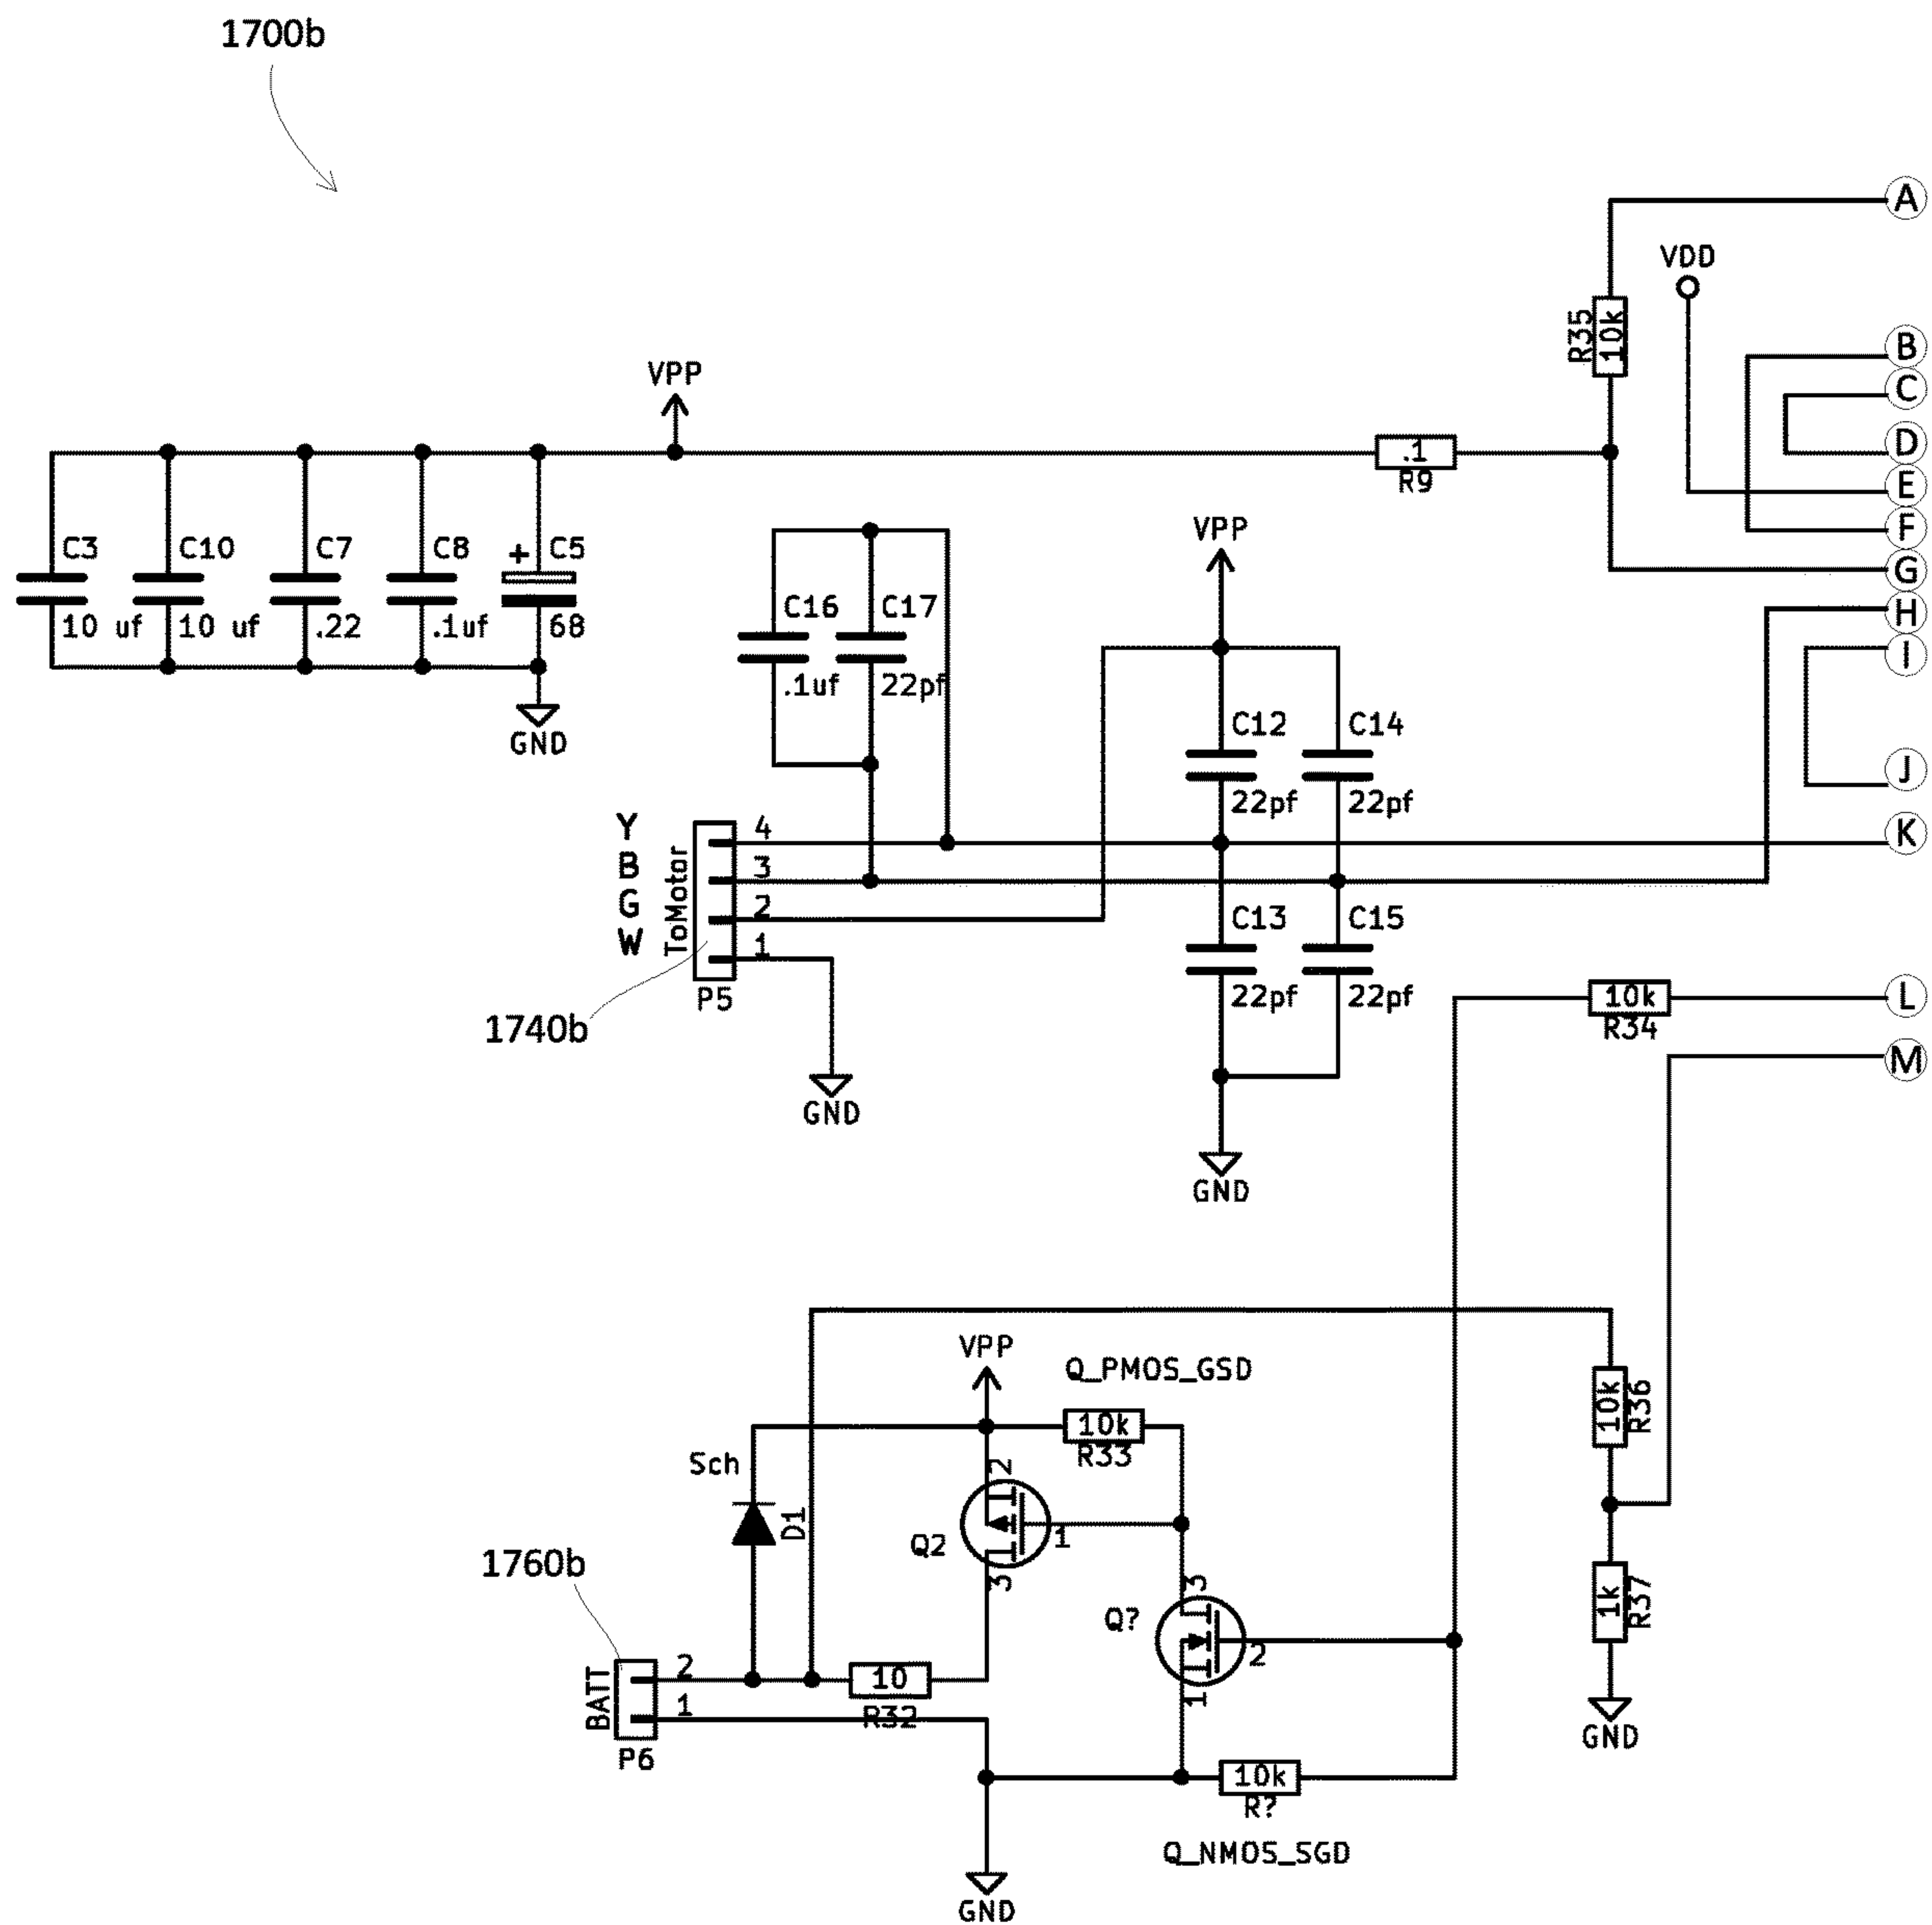 1700b
A
VDD
R35
10k
B
C
VPP
D
.1
R9
E
F
G
H
I
C3
C10
C7
C8
+
C5
10 uf
10 uf
.22
.1uf
68
GND
VPP
C16
C17
.1uf
22pf
C12
C14
22pf
22pf
J
K
Y
B
G
W
ToMotor
4
3
2
1
P5
1740b
GND
C13
C15
22pf
22pf
GND
10k
R34
L
M
VPP
Q_PMOS_GSD
10k
R33
10k
R36
Sch
D1
2
Q2
1
3
1760b
3
Q?
2
1
1k
R37
GND
BATT
2
1
P6
10
R32
10k
R?
Q_NMOS_SGD
GND